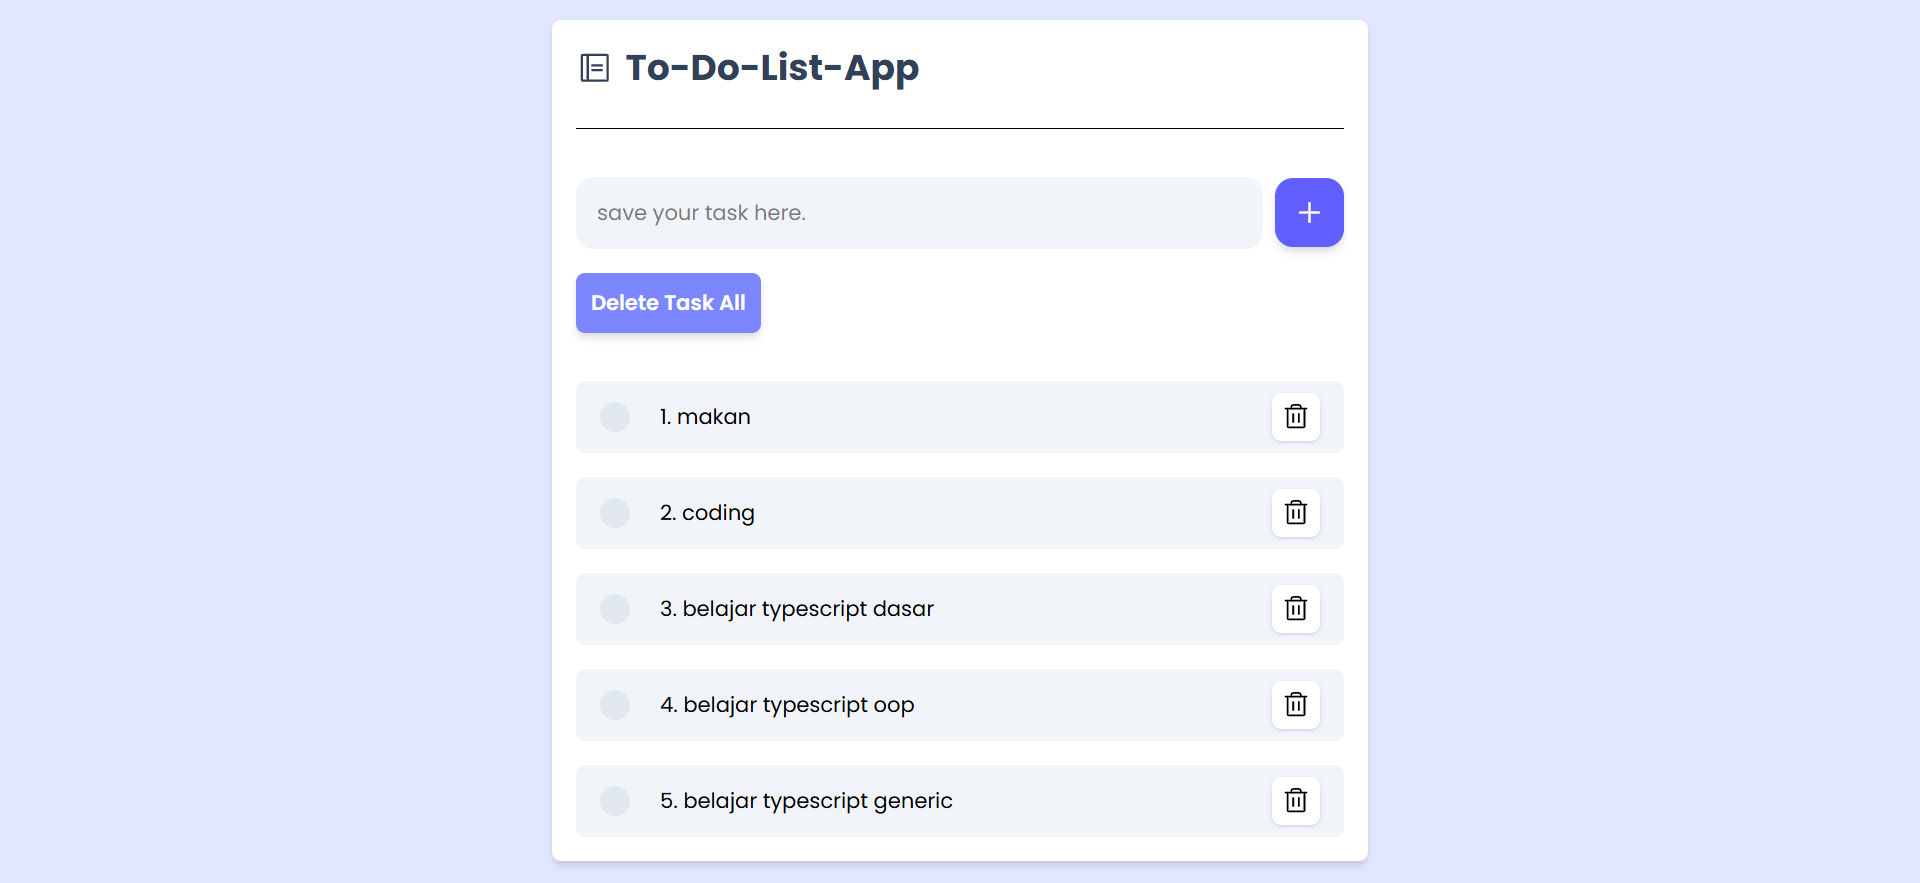 To-Do-List-App
save your task here.
Delete Task All
1. makan
2. coding
3. belajar typescript dasar
4. belajar typescript oop
5. belajar typescript generic